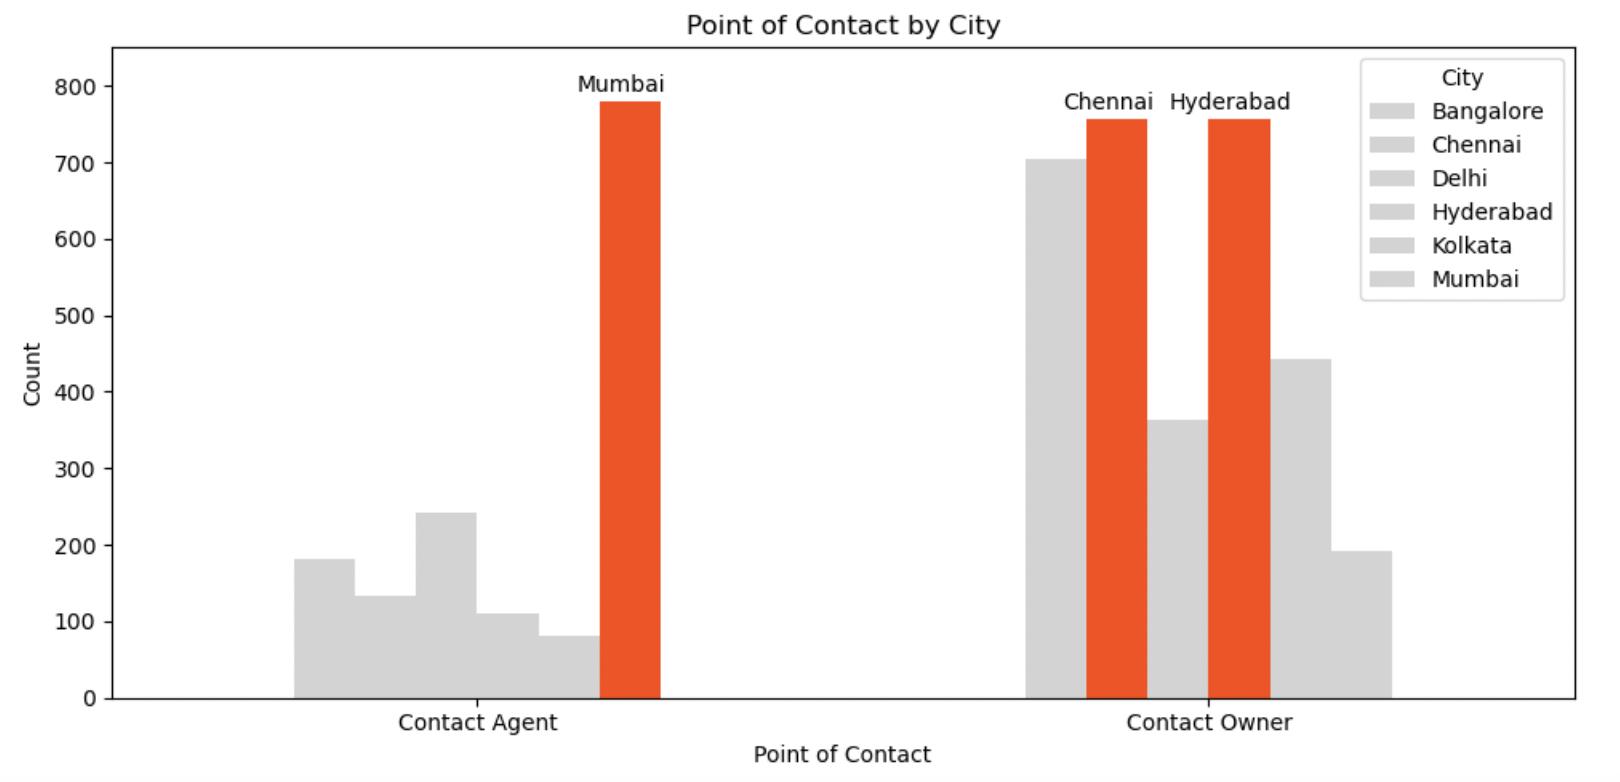 Point of Contact by City
800
700
600
500
400
300
200
100
0
Count
Mumbai
Chennai
Hyderabad
City
Bangalore
Chennai
Delhi
Hyderabad
Kolkata
Mumbai
Contact Agent
Contact Owner
Point of Contact